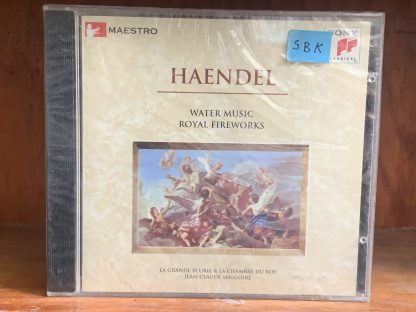 MAESTRO
SBK
SONY
CLASSICAL
HAENDEL
WATER MUSIC
ROYAL FIREWORKS
LA GRANDE ECURIE & LA CHAMBRE DU ROY
JEAN-CLAUDE MALGOIRE